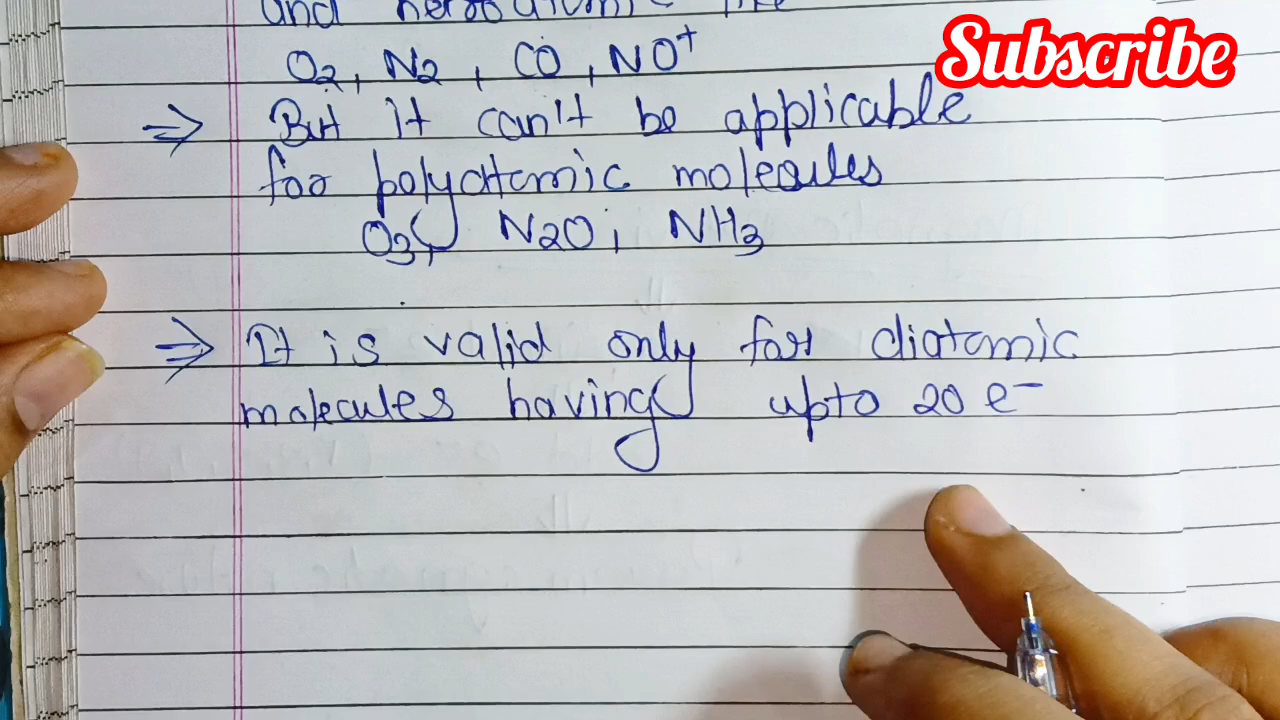 and
O2, N2, CO, NO+
Subscribe
⇒ But it can't be applicable
for polyatomic molecules
O3, N2O, NH3
⇒ It is valid only for diatomic
molecules having upto 20 e-